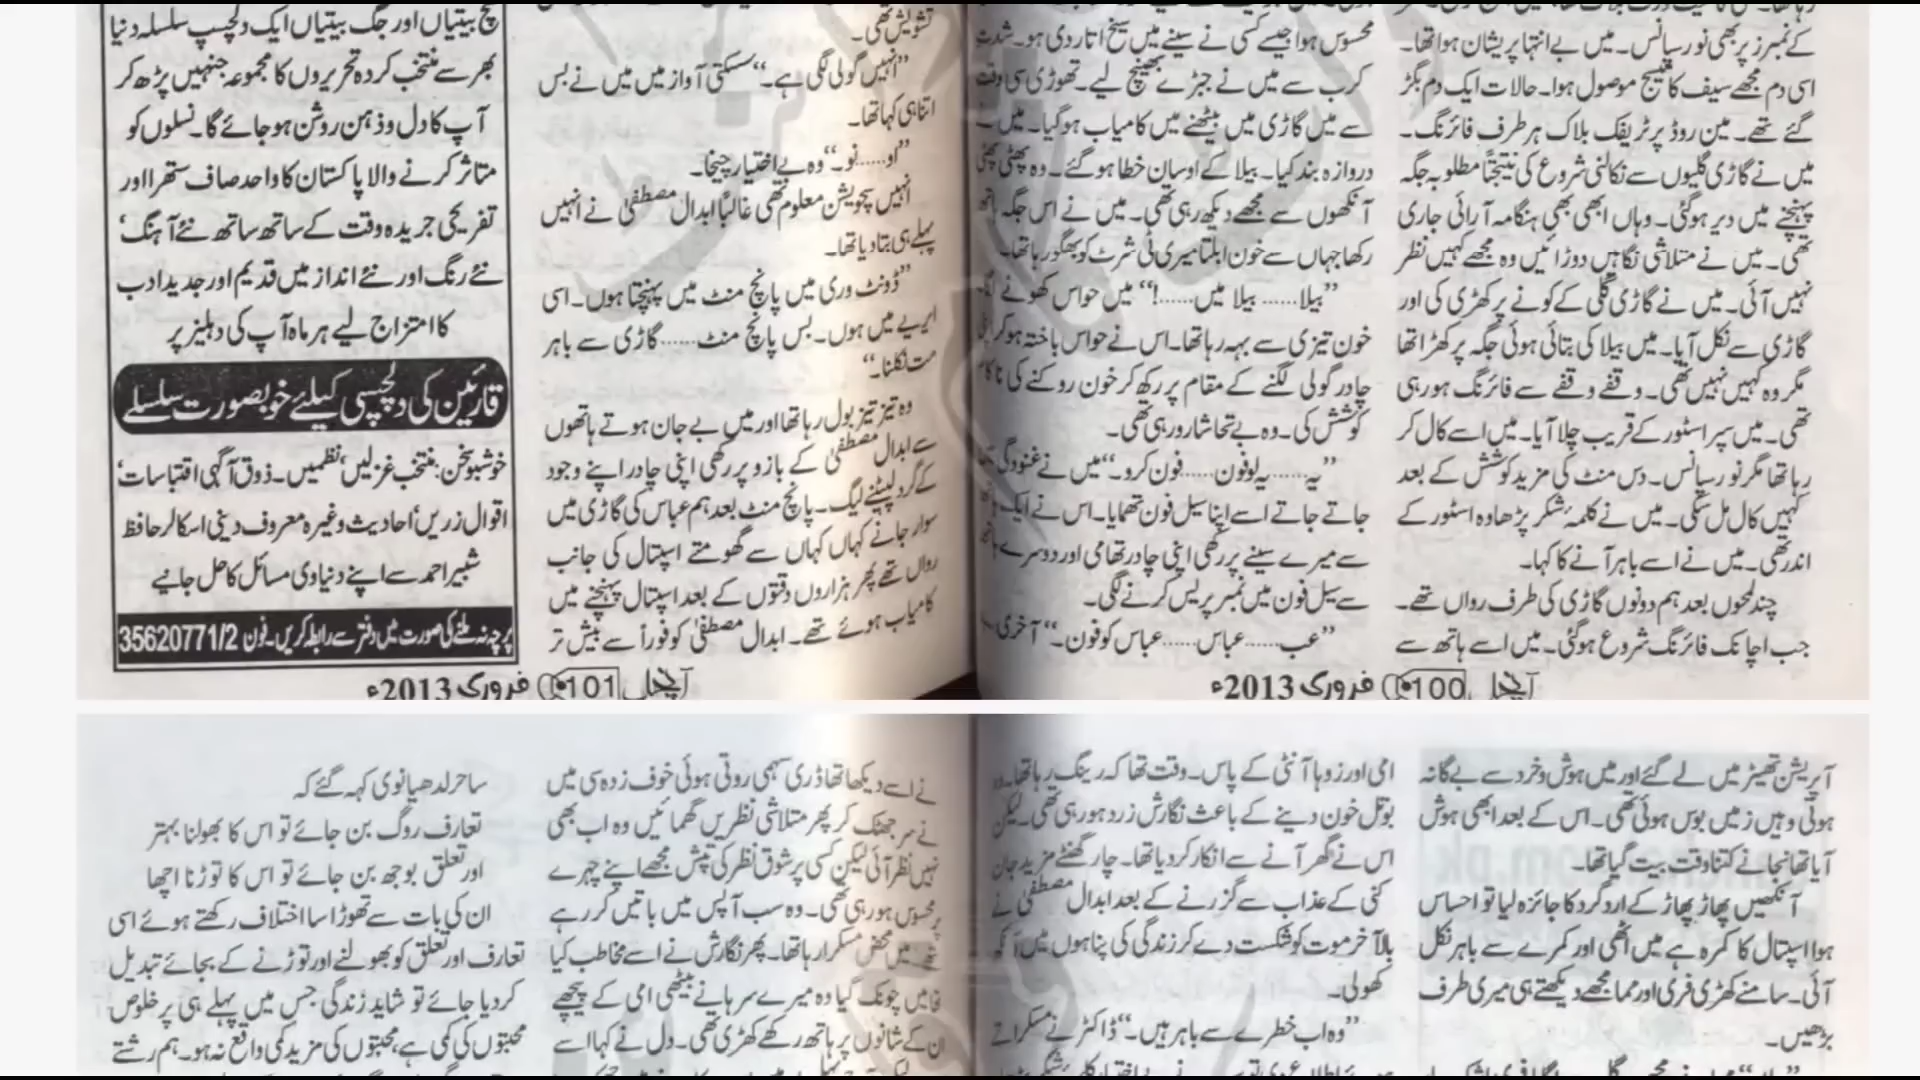 کے نمبرز پر بھی نو رسپانس۔ میں بے انتہا پریشان ہوا تھا۔
اسی دم مجھے سیف کا میسج موصول ہوا۔ حالات ایک دم بگڑ
گئے تھے۔ مین روڈ پر ٹریفک بلاک ہر طرف فائرنگ۔
میں نے گاڑی گلیوں سے نکالنی شروع کی نتیجتاً مطلوبہ جگہ
پہنچنے میں دیر ہوگئی۔ وہاں ابھی بھی ہنگامہ آرائی جاری
تھی۔ میں نے متلاشی نگاہیں دوڑائیں وہ مجھے کہیں نظر
نہیں آئی۔ میں نے گاڑی گلی کے کونے پر کھڑی کی اور
گاڑی سے نکل آیا۔ میں بیلا کی بتائی ہوئی جگہ پر کھڑا تھا
مگر وہ کہیں نہیں تھی۔ وقفے وقفے سے فائرنگ ہورہی
تھی۔ میں سپر اسٹور کے قریب چلا آیا۔ میں اسے کال کر
رہا تھا مگر نو رسپانس۔ دس منٹ کی مزید کوشش کے بعد
کہیں کال مل سکی۔ میں نے کلمۂ شکر پڑھا وہ اسٹور کے
اندر تھی۔ میں نے اسے باہر آنے کا کہا۔
چند لمحوں بعد ہم دونوں گاڑی کی طرف رواں تھے۔
جب اچانک فائرنگ شروع ہوگئی۔ میں اسے ہاتھ سے
محسوس ہوا جیسے کسی نے سینے میں سیخ اتار دی ہو۔ شدت
کرب سے میں نے جبڑے بھینچ لیے۔ تھوڑی سی دقت
سے میں گاڑی میں بیٹھنے میں کامیاب ہوگیا۔ میں نے
دروازہ بند کیا۔ بیلا کے اوسان خطا ہوگئے۔ وہ پھٹی پھٹی
آنکھوں سے مجھے دیکھ رہی تھی۔ میں نے اس جگہ ہاتھ
رکھا جہاں سے خون ابلتا میری ٹی شرٹ کو بھگو رہا تھا۔
”بیلا...... بیلا میں......!“ میں حواس کھونے لگا۔
خون تیزی سے بہہ رہا تھا۔ اس نے حواس باختہ ہوکر اپنی
چادر گولی لگنے کے مقام پر رکھ کر خون روکنے کی ناکام
کوشش کی۔ وہ بے تحاشا رو رہی تھی۔
”یہ...... یہ لو فون...... فون کرو۔“ میں نے غنودگی میں
جاتے جاتے اسے اپنا سیل فون تھمایا۔ اس نے ایک ہاتھ
سے میرے سینے پر رکھی اپنی چادر تھامی اور دوسرے ہاتھ
سے سیل فون میں نمبر پریس کرنے لگی۔
”عب...... عباس...... عباس کو فون۔“ آخری
آنچل 100 فروری 2013ء
تشویش تھی۔
”انہیں گولی لگی ہے۔“ سسکتی آواز میں میں نے بس
اتنا ہی کہا تھا۔
”او...... نو۔“ وہ بے اختیار چیخا۔
انہیں سچویشن معلوم تھی غالباً ابدال مصطفیٰ نے انہیں
پہلے ہی بتا دیا تھا۔
”ڈونٹ وری میں پانچ منٹ میں پہنچتا ہوں۔ اسی
ایریے میں ہوں۔ بس پانچ منٹ...... گاڑی سے باہر
مت نکلنا۔“
وہ تیز تیز بول رہا تھا اور میں بے جان ہوتے ہاتھوں
سے ابدال مصطفیٰ کے بازو پر رکھی اپنی چادر اپنے وجود
کے گرد لپیٹنے لگی۔ پانچ منٹ بعد ہم عباس کی گاڑی میں
سوار جانے کہاں کہاں سے گھومتے اسپتال کی جانب
رواں تھے پھر ہزاروں دقتوں کے بعد اسپتال پہنچنے میں
کامیاب ہوئے تھے۔ ابدال مصطفیٰ کو فوراً سے بیش تر
سچ بیتیاں اور جگ بیتیاں ایک دلچسپ سلسلہ دنیا
بھر سے منتخب کردہ تحریروں کا مجموعہ جنہیں پڑھ کر
آپ کا دل و ذہن روشن ہوجائے گا۔ نسلوں کو
متاثر کرنے والا پاکستان کا واحد صاف ستھرا اور
تفریحی جریدہ وقت کے ساتھ ساتھ نئے آہنگ‘
نئے رنگ اور نئے انداز میں قدیم اور جدید ادب
کا امتزاج لیے ہر ماہ آپ کی دہلیز پر
قارئین کی دلچسپی کیلئے خوبصورت سلسلے
خوشبوئے سخن: منتخب غزلیں‘ نظمیں۔ ذوق آگہی اقتباسات‘
اقوال زریں‘ احادیث وغیرہ معروف دینی اسکالر حافظ
شبیر احمد سے اپنے دنیاوی مسائل کا حل جانیے
پرچہ نہ ملنے کی صورت میں دفتر سے رابطہ کریں۔ فون 35620771/2
آنچل 101 فروری 2013ء
آپریشن تھیٹر میں لے گئے اور میں ہوش و خرد سے بے گانہ
ہوتی وہیں زمین بوس ہوئی تھی۔ اس کے بعد ابھی ہوش
آیا تھا نجانے کتنا وقت بیت گیا تھا۔
آنکھیں پھاڑ پھاڑ کے اردگرد کا جائزہ لیا تو احساس
ہوا اسپتال کا کمرہ ہے میں اٹھی اور کمرے سے باہر نکل
آئی۔ سامنے کھڑی فری اور مما مجھے دیکھتے ہی میری طرف
بڑھیں۔
امی اور زوہا آنٹی کے پاس۔ وقت تھا کہ رینگ رہا تھا۔ دو
بوتل خون دینے کے باعث نگارش زرد ہورہی تھی۔ لیکن
اس نے گھر آنے سے انکار کردیا تھا۔ چار گھنٹے مزید جان
کنی کے عذاب سے گزرنے کے بعد ابدال مصطفیٰ نے
بالآخر موت کو شکست دے کر زندگی کی پناہوں میں آنکھ
کھولی۔
”وہ اب خطرے سے باہر ہیں۔“ ڈاکٹر نے مسکراتے
نے اسے دیکھا تھا ڈری سہمی روتی ہوئی خوف زدہ سی میں
نے سر جھٹک کر پھر متلاشی نظریں گھمائیں وہ اب بھی
نہیں نظر آئی لیکن کسی پر شوق نظر کی تپش مجھے اپنے چہرے
پر محسوس ہورہی تھی۔ وہ سب آپس میں باتیں کررہے
تھے میں محض مسکرا رہا تھا۔ پھر نگارش نے اسے مخاطب کیا
تھا میں چونک گیا وہ میرے سرہانے بیٹھی امی کے پیچھے
ان کے شانوں پر ہاتھ رکھے کھڑی تھی۔ دل نے کہا اسے
ساحر لدھیانوی کہہ گئے کہ
تعارف روگ بن جائے تو اس کا بھولنا بہتر
اور تعلق بوجھ بن جائے تو اس کا توڑنا اچھا
ان کی بات سے تھوڑا سا اختلاف رکھتے ہوئے اسی
تعارف اور تعلق کو بھولنے اور توڑنے کے بجائے تبدیل
کردیا جائے تو شاید زندگی جس میں پہلے ہی پر خلوص
محبتوں کی کمی ہے، محبتوں کی مزید کمی واقع نہ ہو۔ ہم رشتے